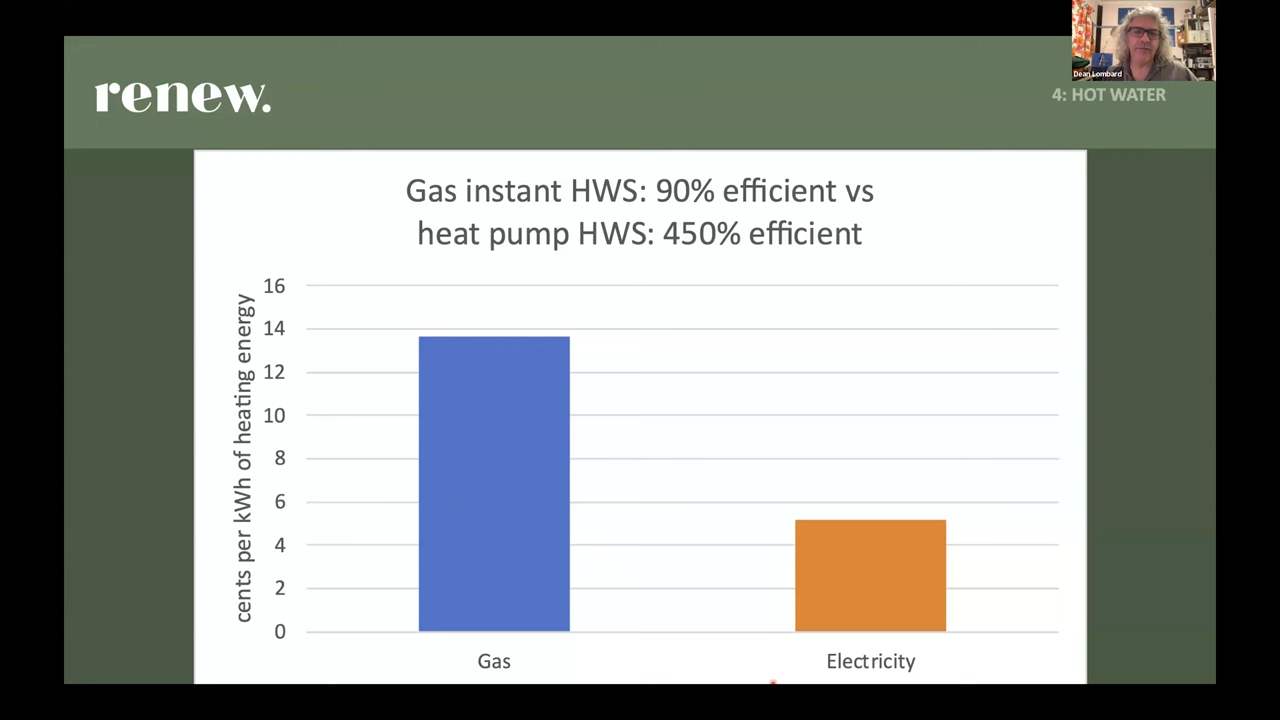 Dean Lombard
renew.
4: HOT WATER
Gas instant HWS: 90% efficient vs
heat pump HWS: 450% efficient
cents per kWh of heating energy
16
14
12
10
8
6
4
2
0
Gas
Electricity